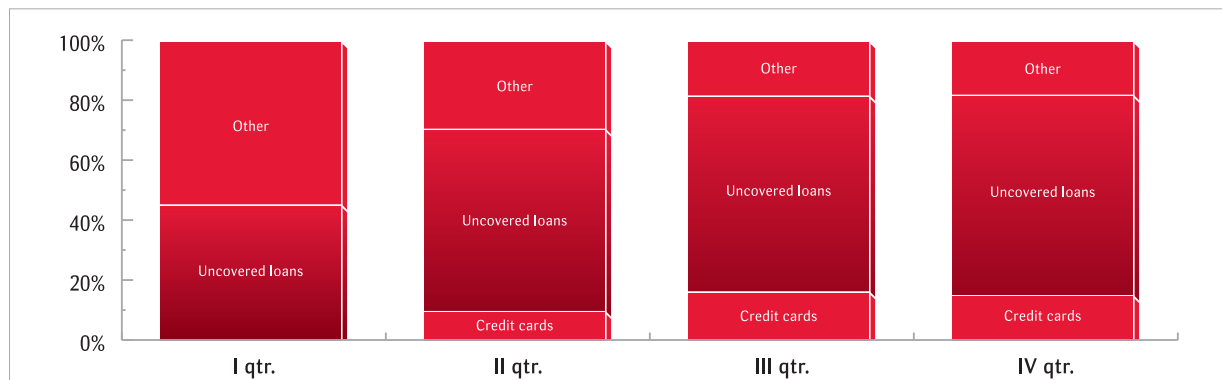 100%
80%
60%
40%
20%
0%
Other
Uncovered loans
Other
Uncovered loans
Credit cards
Other
Uncovered loans
Credit cards
Other
Uncovered loans
Credit cards
I qtr.
II qtr.
III qtr.
IV qtr.